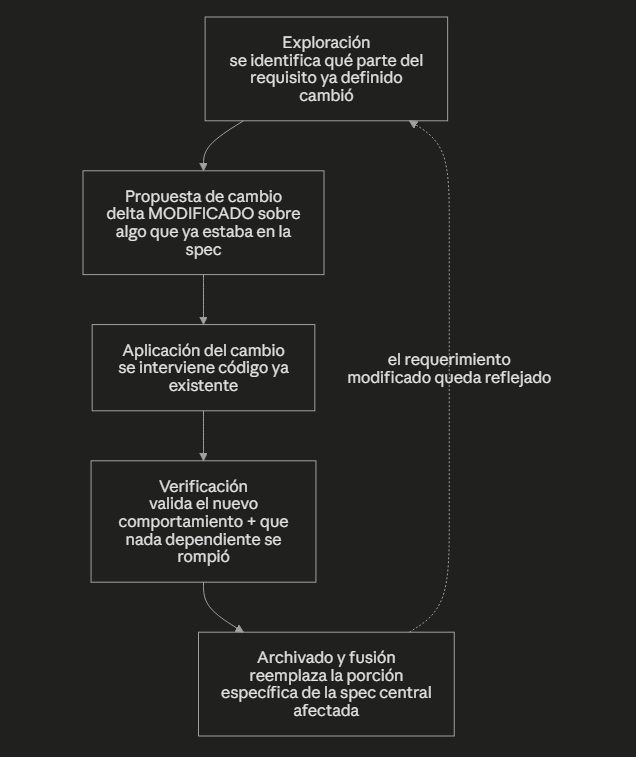 Exploración
se identifica qué parte del
requisito ya definido
cambió
Propuesta de cambio
delta MODIFICADO sobre
algo que ya estaba en la
spec
Aplicación del cambio
se interviene código ya
existente
el requerimiento
modificado queda reflejado
Verificación
valida el nuevo
comportamiento + que
nada dependiente se
rompió
Archivado y fusión
reemplaza la porción
específica de la spec central
afectada